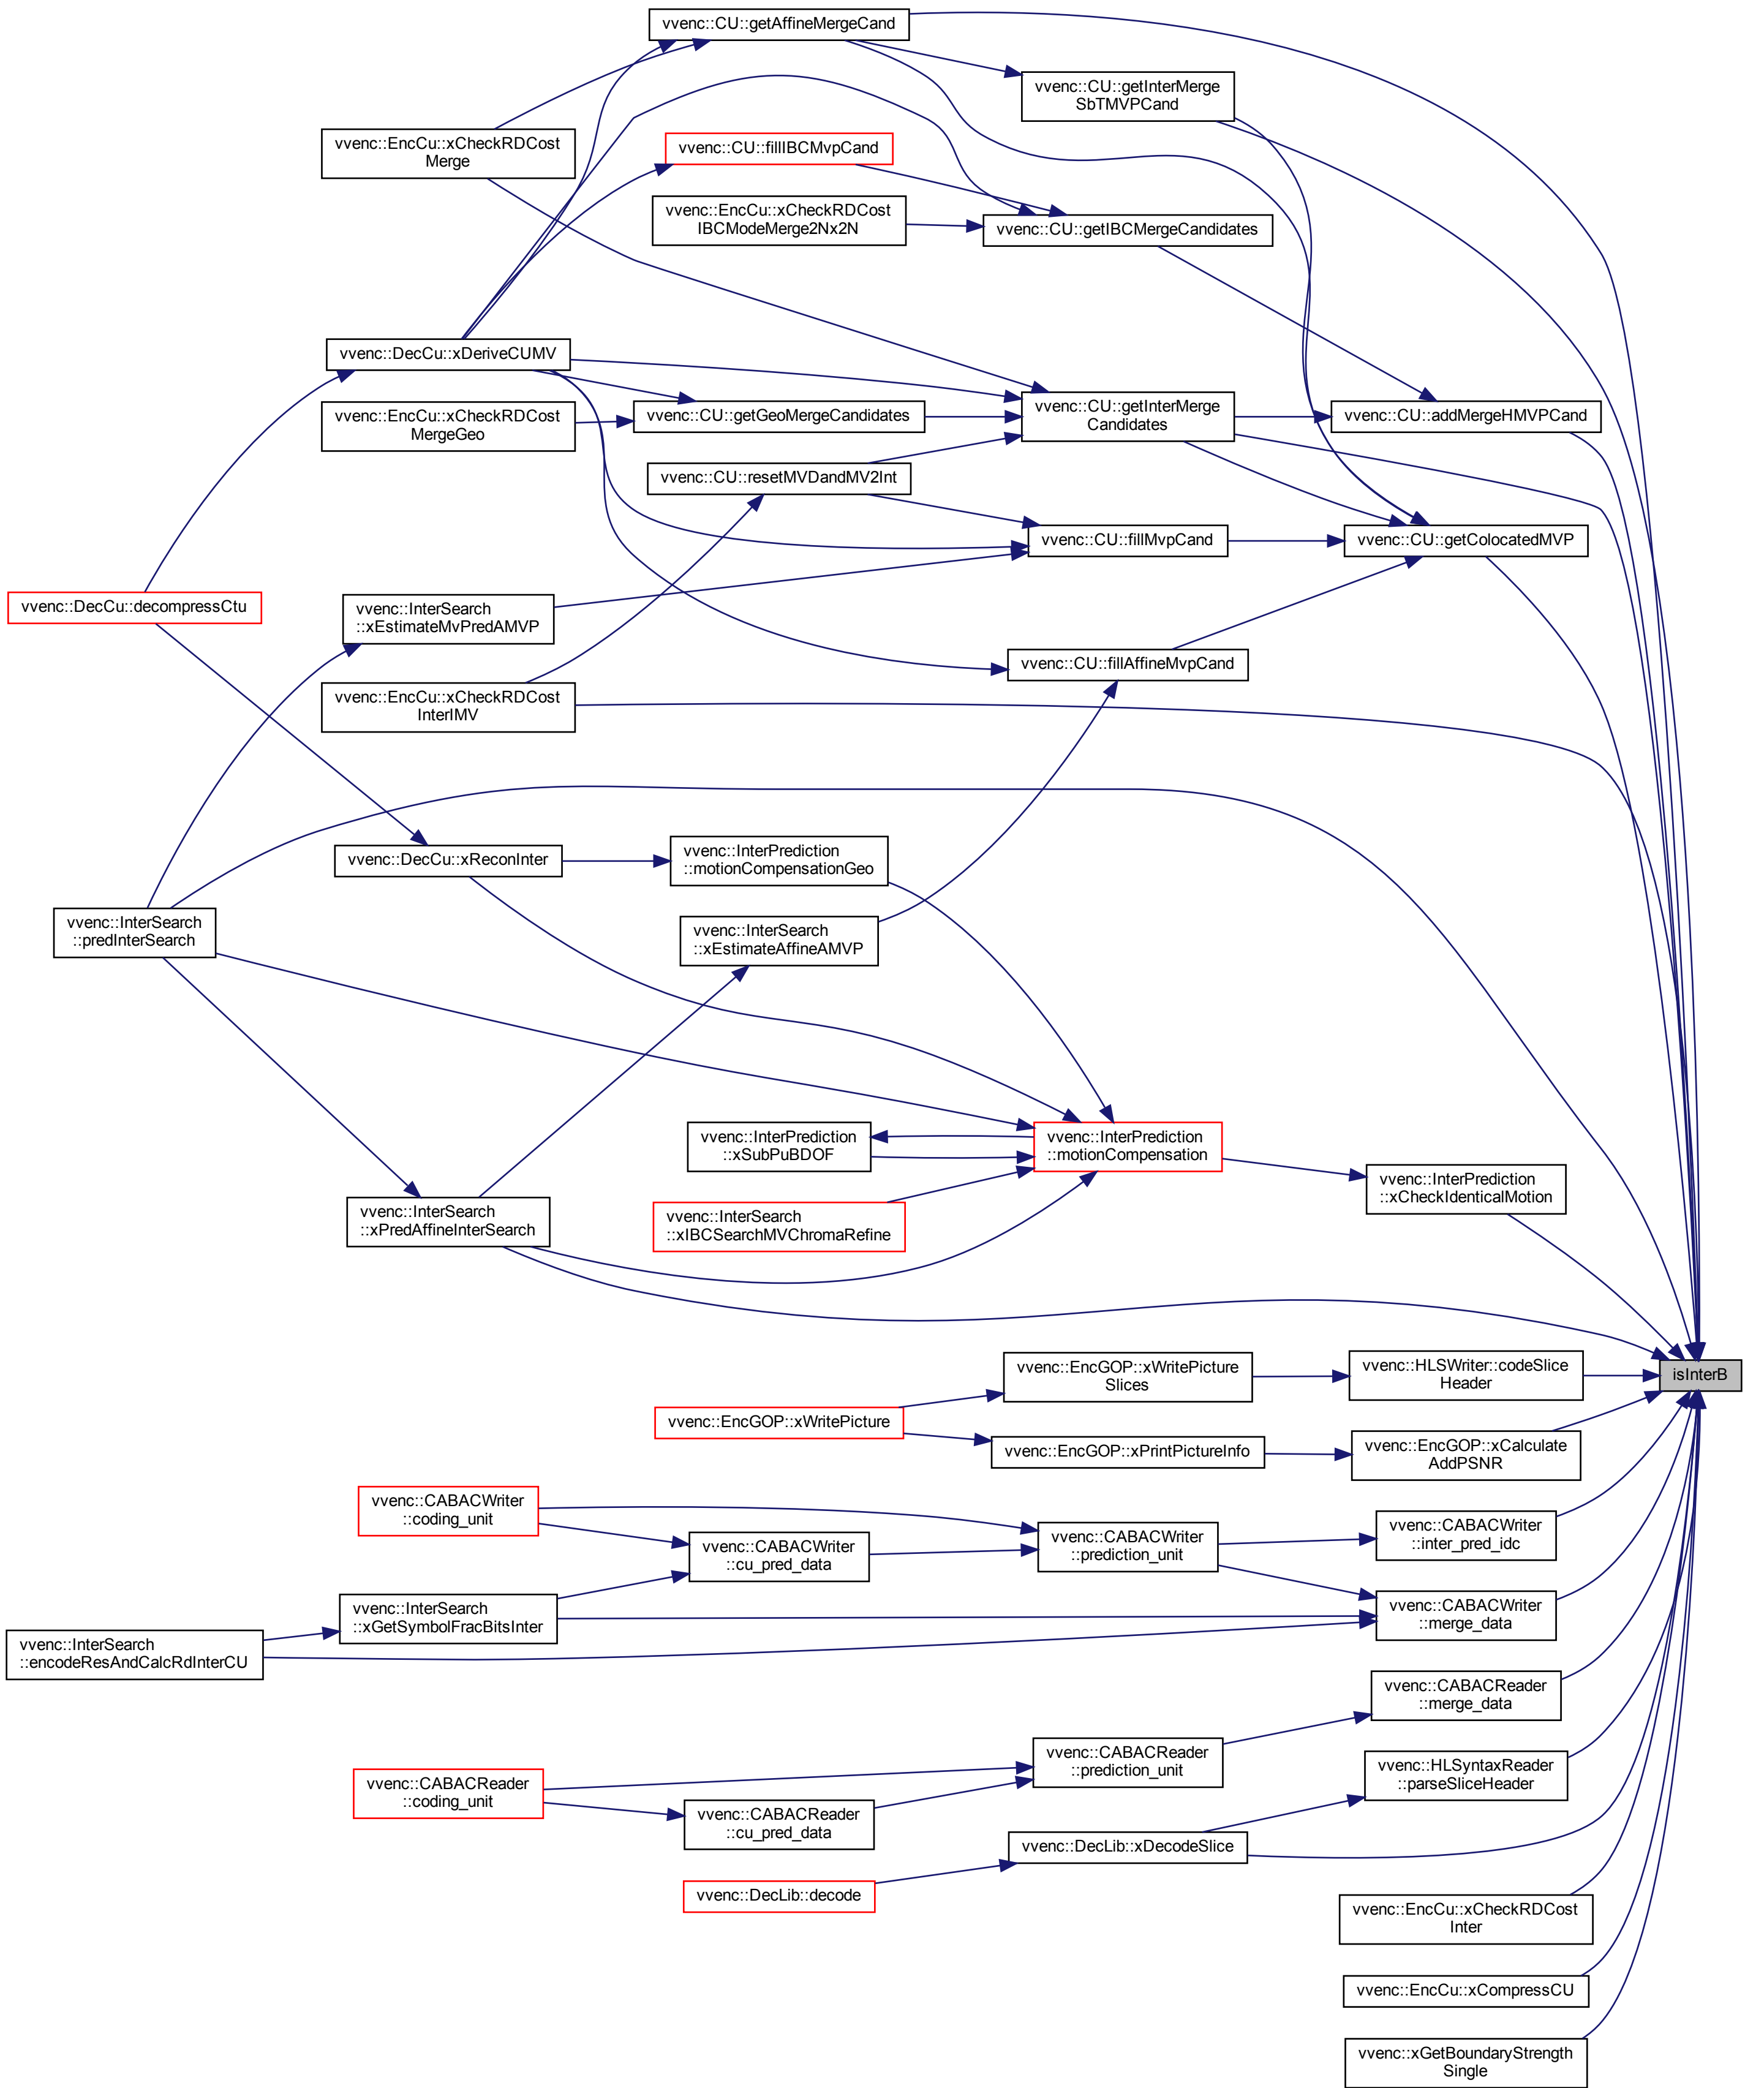 vvenc::CU::getAffineMergeCand
vvenc::CU::getInterMerge
SbTMVPCand
vvenc::EncCu::xCheckRDCost
Merge
vvenc::CU::fillIBCMvpCand
vvenc::EncCu::xCheckRDCost
IBCModeMerge2Nx2N
vvenc::CU::getIBCMergeCandidates
vvenc::DecCu::xDeriveCUMV
vvenc::EncCu::xCheckRDCost
MergeGeo
vvenc::CU::getGeoMergeCandidates
vvenc::CU::getInterMerge
Candidates
vvenc::CU::addMergeHMVPCand
vvenc::CU::resetMVDandMV2Int
vvenc::CU::fillMvpCand
vvenc::CU::getColocatedMVP
vvenc::DecCu::decompressCtu
vvenc::InterSearch
::xEstimateMvPredAMVP
vvenc::CU::fillAffineMvpCand
vvenc::EncCu::xCheckRDCost
InterIMV
vvenc::DecCu::xReconInter
vvenc::InterPrediction
::motionCompensationGeo
vvenc::InterSearch
::predInterSearch
vvenc::InterSearch
::xEstimateAffineAMVP
vvenc::InterPrediction
::xSubPuBDOF
vvenc::InterPrediction
::motionCompensation
vvenc::InterPrediction
::xCheckIdenticalMotion
vvenc::InterSearch
::xPredAffineInterSearch
vvenc::InterSearch
::xIBCSearchMVChromaRefine
isInterB
vvenc::EncGOP::xWritePicture
Slices
vvenc::HLSWriter::codeSlice
Header
vvenc::EncGOP::xWritePicture
vvenc::EncGOP::xPrintPictureInfo
vvenc::EncGOP::xCalculate
AddPSNR
vvenc::CABACWriter
::coding_unit
vvenc::CABACWriter
::cu_pred_data
vvenc::CABACWriter
::prediction_unit
vvenc::CABACWriter
::inter_pred_idc
vvenc::InterSearch
::xGetSymbolFracBitsInter
vvenc::CABACWriter
::merge_data
vvenc::InterSearch
::encodeResAndCalcRdInterCU
vvenc::CABACReader
::merge_data
vvenc::CABACReader
::prediction_unit
vvenc::CABACReader
::coding_unit
vvenc::CABACReader
::cu_pred_data
vvenc::HLSyntaxReader
::parseSliceHeader
vvenc::DecLib::xDecodeSlice
vvenc::DecLib::decode
vvenc::EncCu::xCheckRDCost
Inter
vvenc::EncCu::xCompressCU
vvenc::xGetBoundaryStrength
Single